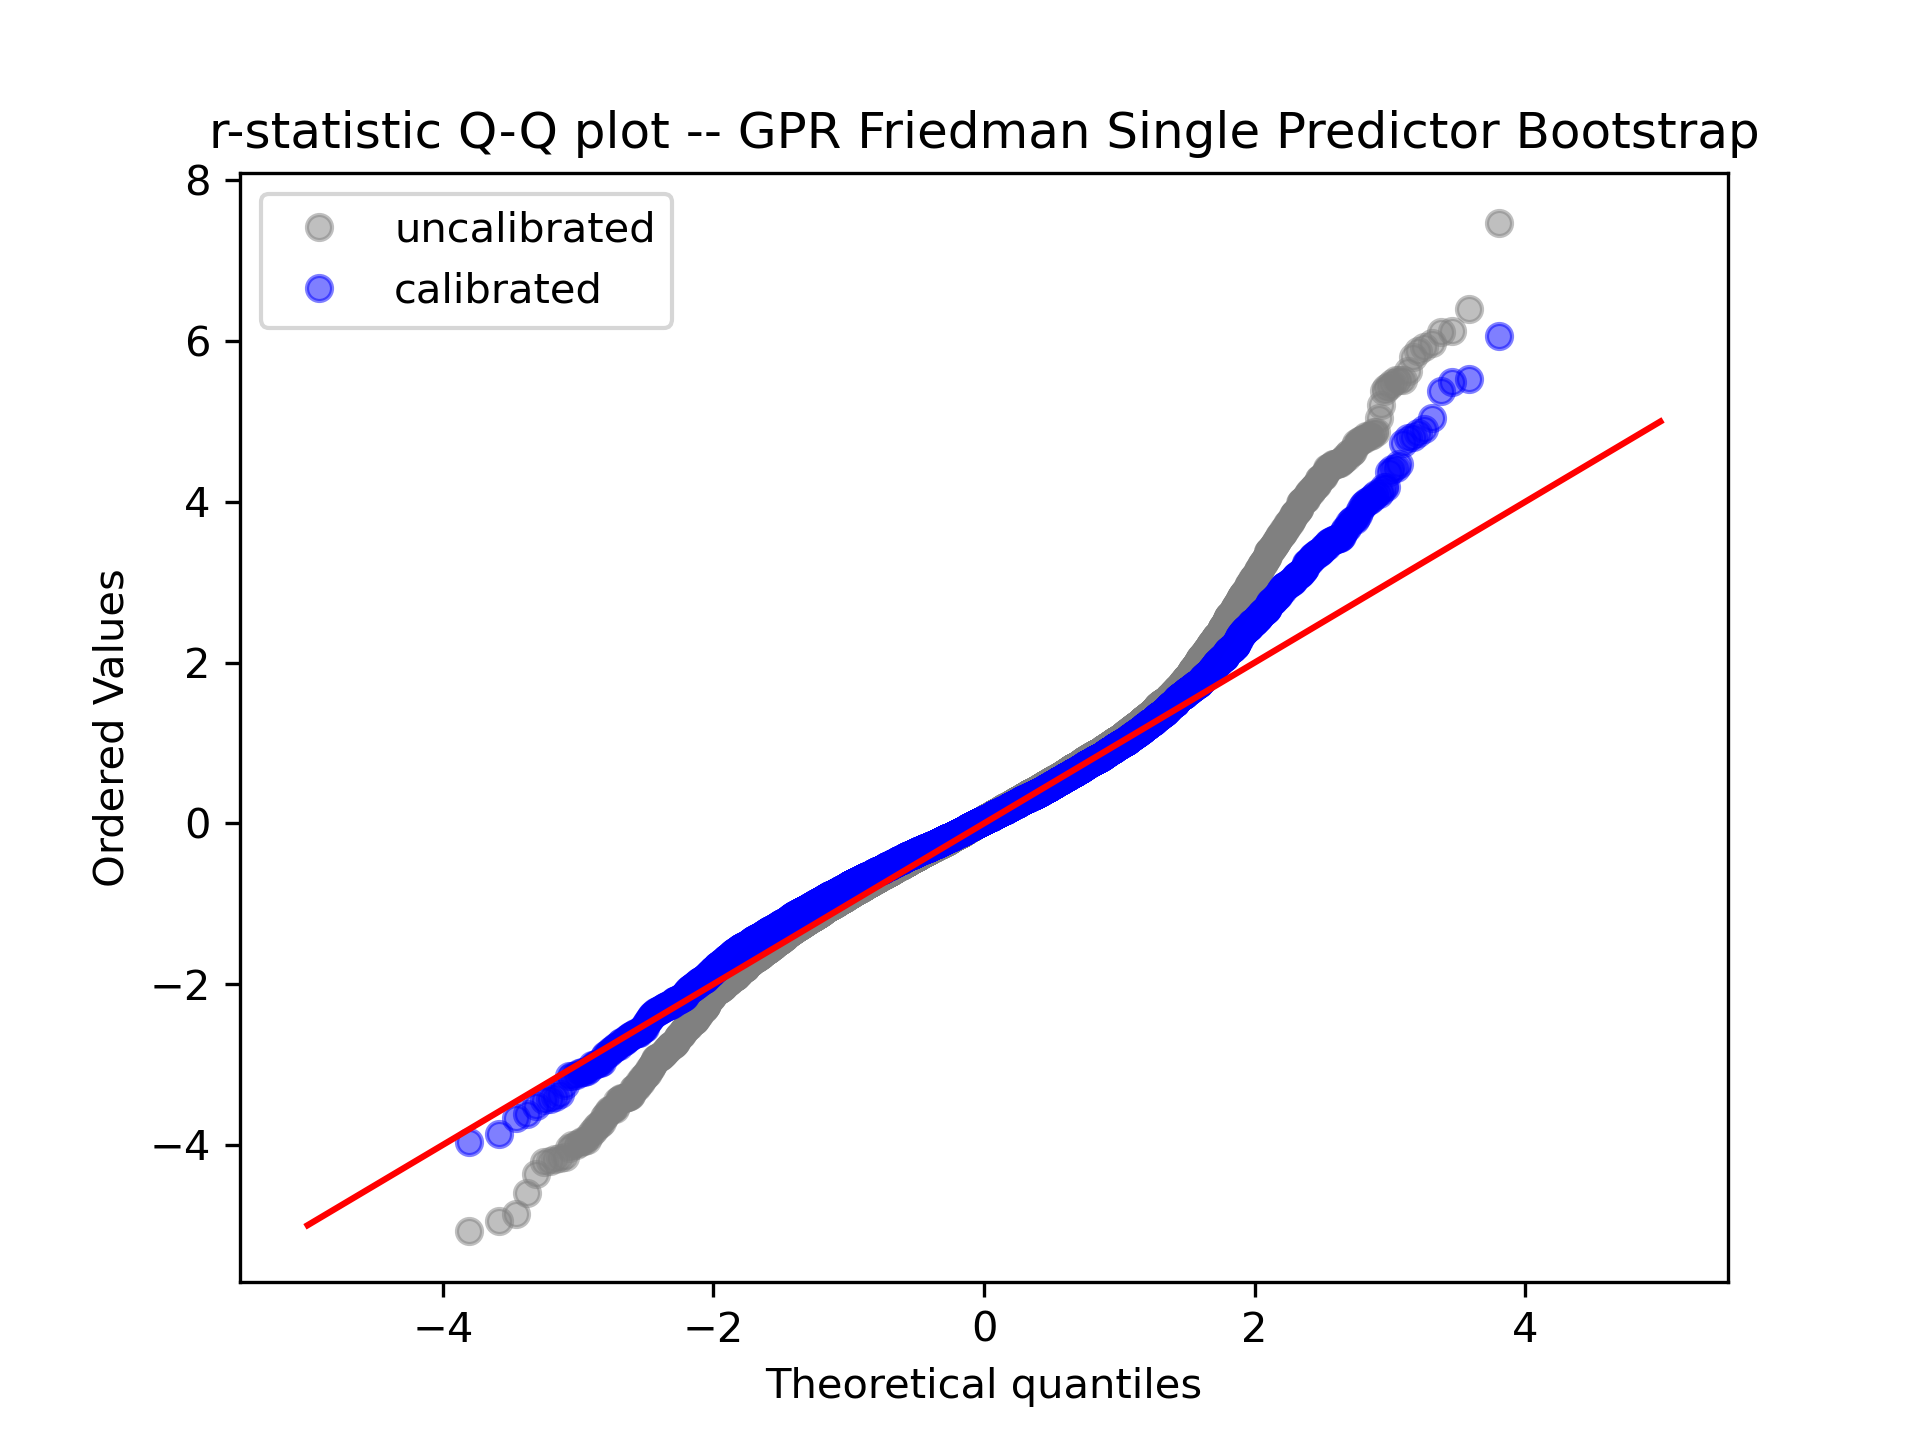 r-statistic Q-Q plot -- GPR Friedman Single Predictor Bootstrap
uncalibrated
calibrated
Ordered Values
8
6
4
2
0
−2
−4
−4
−2
0
2
4
Theoretical quantiles